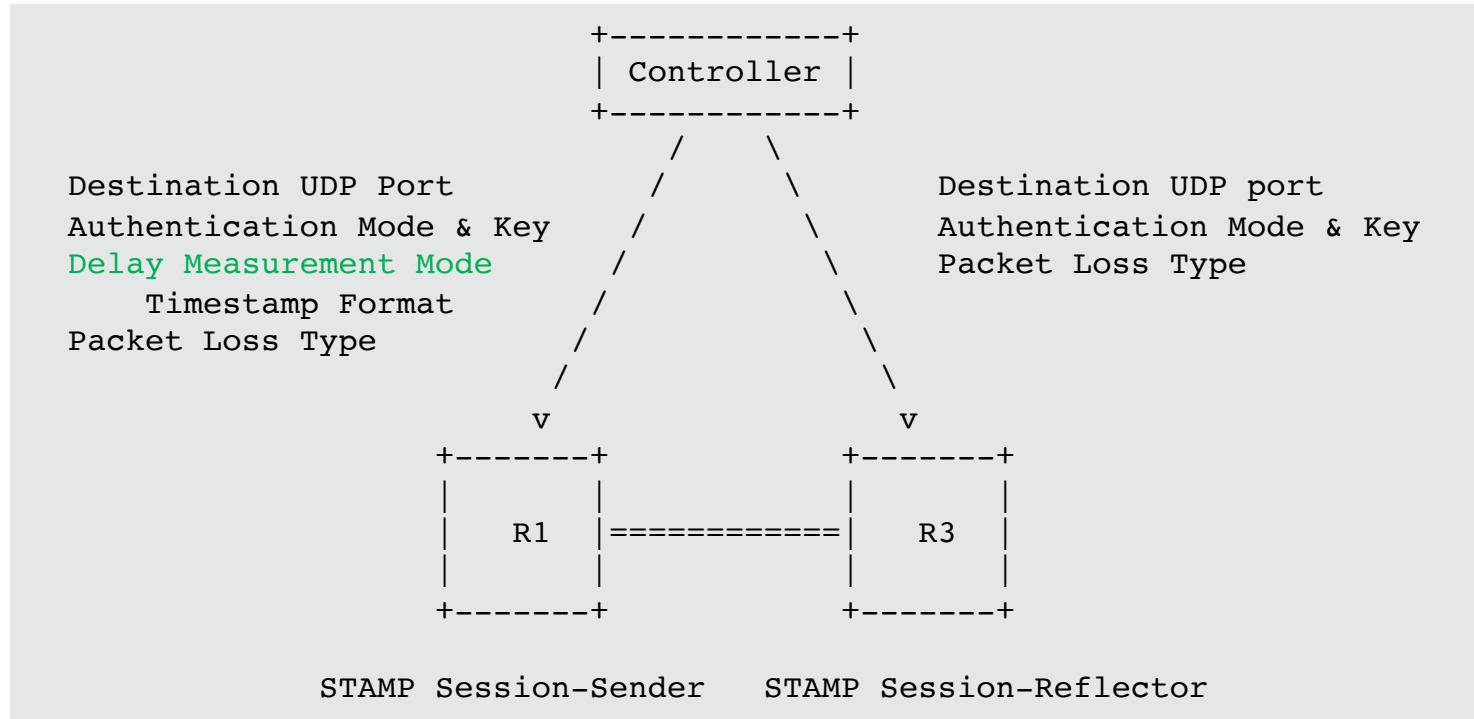 Controller
Destination UDP Port
Destination UDP port
Authentication Mode & Key
Authentication Mode & Key
Delay Measurement Mode
Packet Loss Type
Timestamp Format
Packet Loss Type
v
v
R1
R3
STAMP Session-Sender
STAMP Session-Reflector